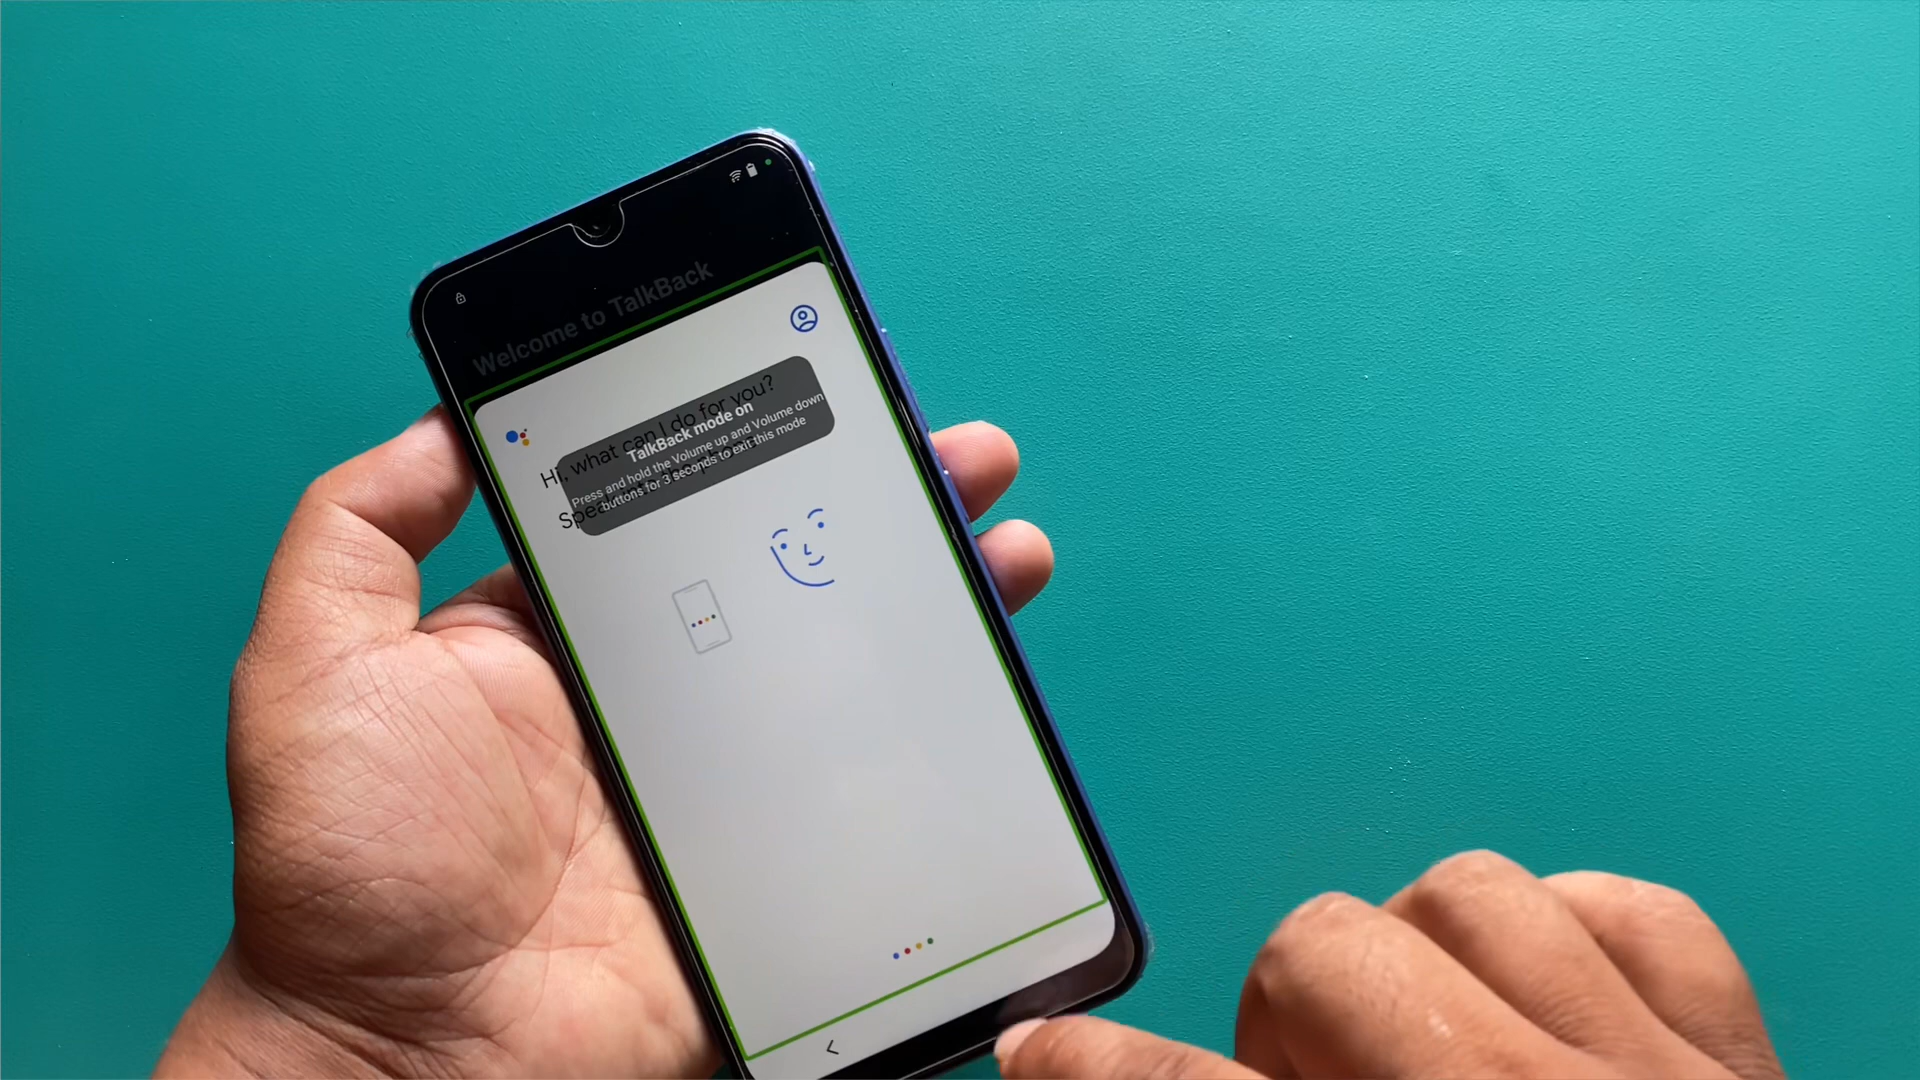 Welcome to TalkBack
Hi, what can I do for you?
TalkBack mode on
Press and hold the Volume up and Volume down
buttons for 3 seconds to exit this mode